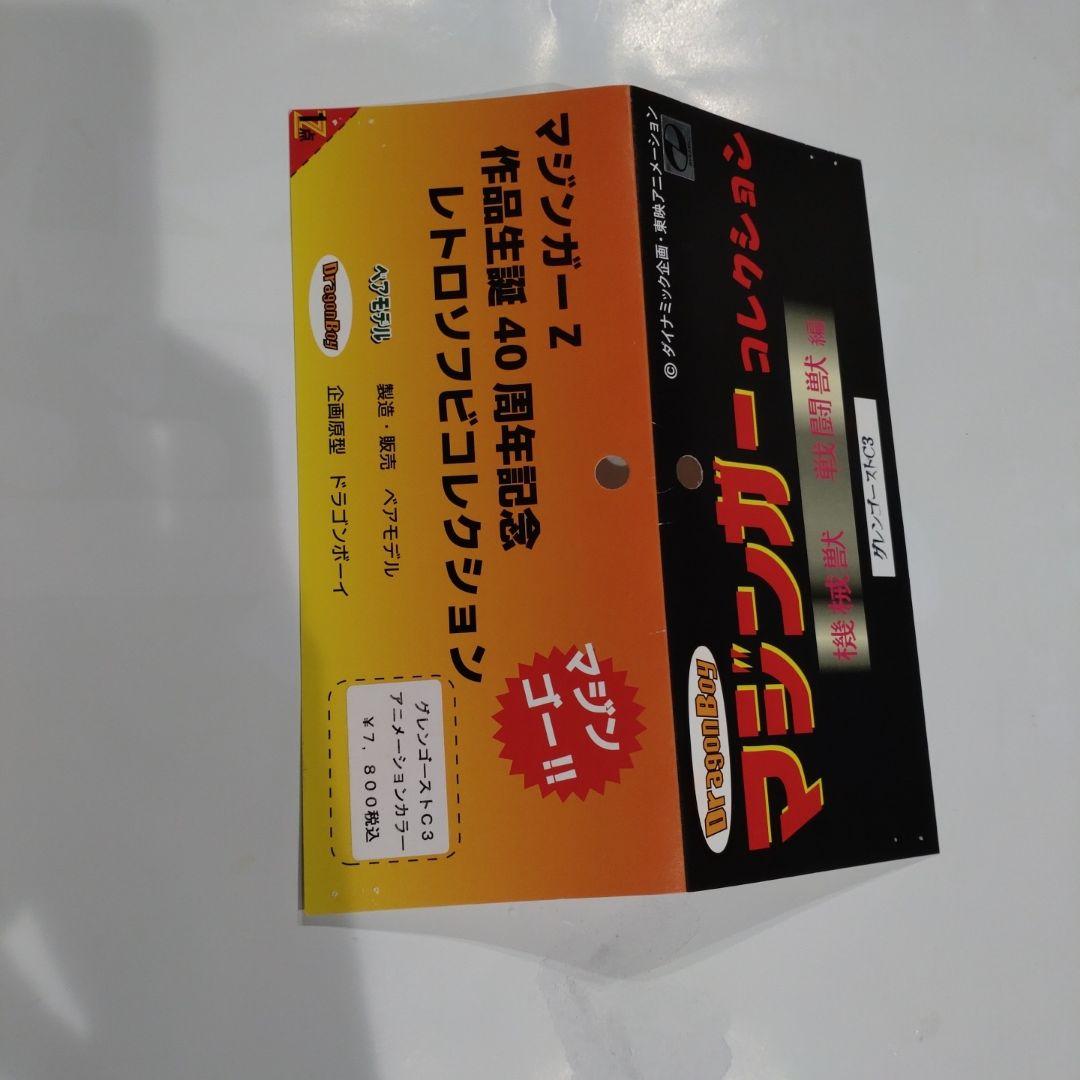 マジンガーZ
作品生誕40周年記念
レトロソフビコレクション
ベアモデル
製造・販売 ベアモデル
DragonBoy
企画原型 ドラゴンボーイ
マジン
ゴー!!
グレンゴーストC3
アニメーションカラー
¥7,800税込
©ダイナミック企画・東映アニメーション
DragonBoy
マジンガー コレクション
機械獣 戦闘獣編
グレンゴーストC3